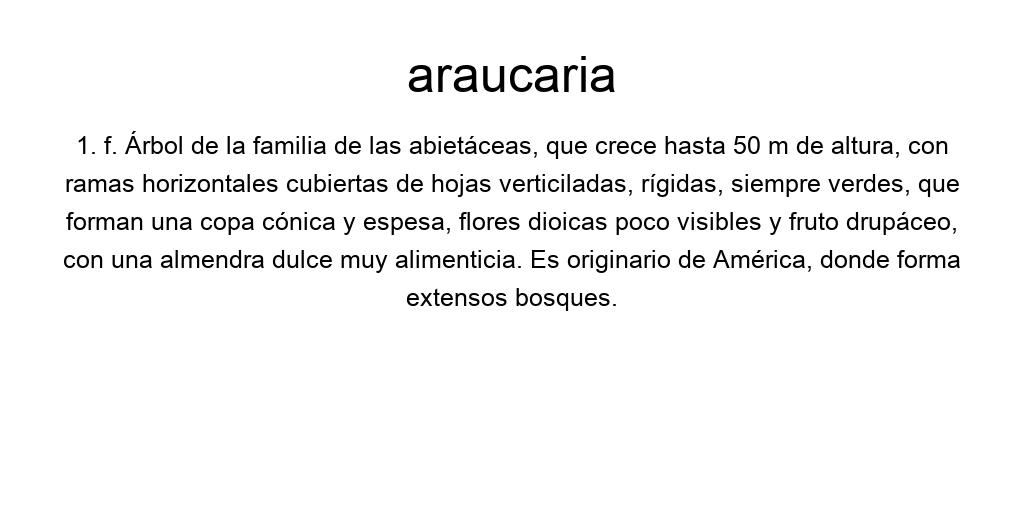 araucaria
1. f. Árbol de la familia de las abietáceas, que crece hasta 50 m de altura, con
ramas horizontales cubiertas de hojas verticiladas, rígidas, siempre verdes, que
forman una copa cónica y espesa, flores dioicas poco visibles y fruto drupáceo,
con una almendra dulce muy alimenticia. Es originario de América, donde forma
extensos bosques.